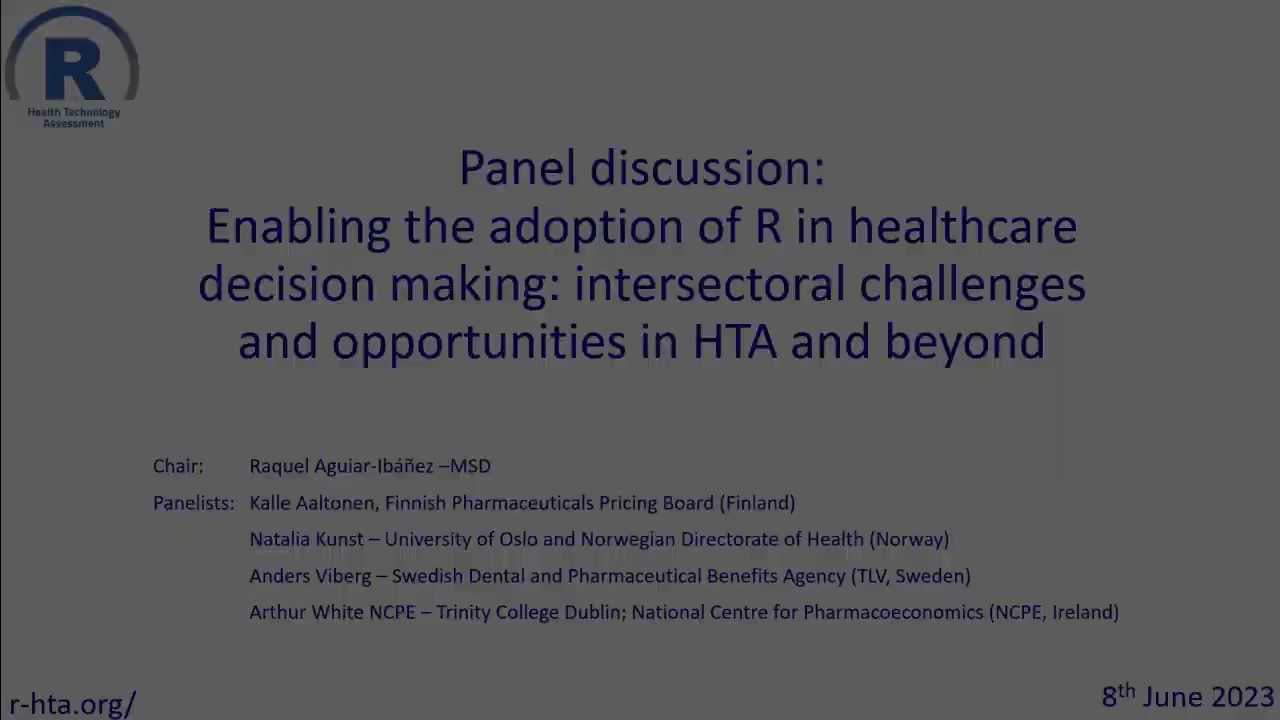 R
Health Technology
Assessment
Panel discussion:
Enabling the adoption of R in healthcare
decision making: intersectoral challenges
and opportunities in HTA and beyond
Chair: Raquel Aguiar-Ibáñez –MSD
Panelists: Kalle Aaltonen, Finnish Pharmaceuticals Pricing Board (Finland)
Natalia Kunst – University of Oslo and Norwegian Directorate of Health (Norway)
Anders Viberg – Swedish Dental and Pharmaceutical Benefits Agency (TLV, Sweden)
Arthur White NCPE – Trinity College Dublin; National Centre for Pharmacoeconomics (NCPE, Ireland)
r-hta.org/
8th June 2023